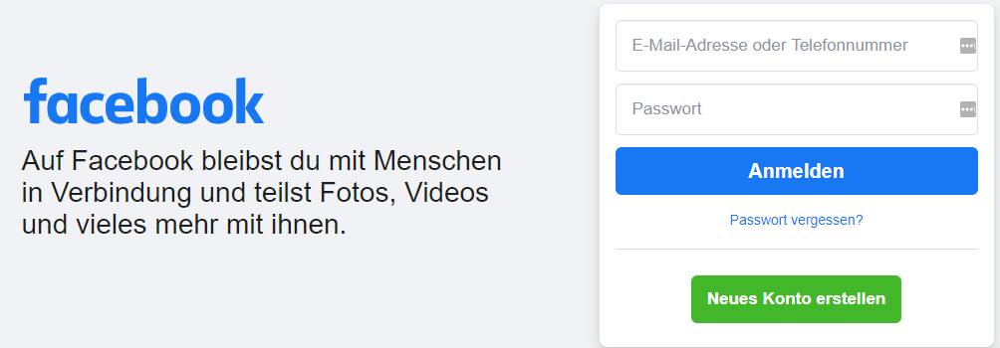 facebook
Auf Facebook bleibst du mit Menschen
in Verbindung und teilst Fotos, Videos
und vieles mehr mit ihnen.
E-Mail-Adresse oder Telefonnummer
Passwort
Anmelden
Passwort vergessen?
Neues Konto erstellen